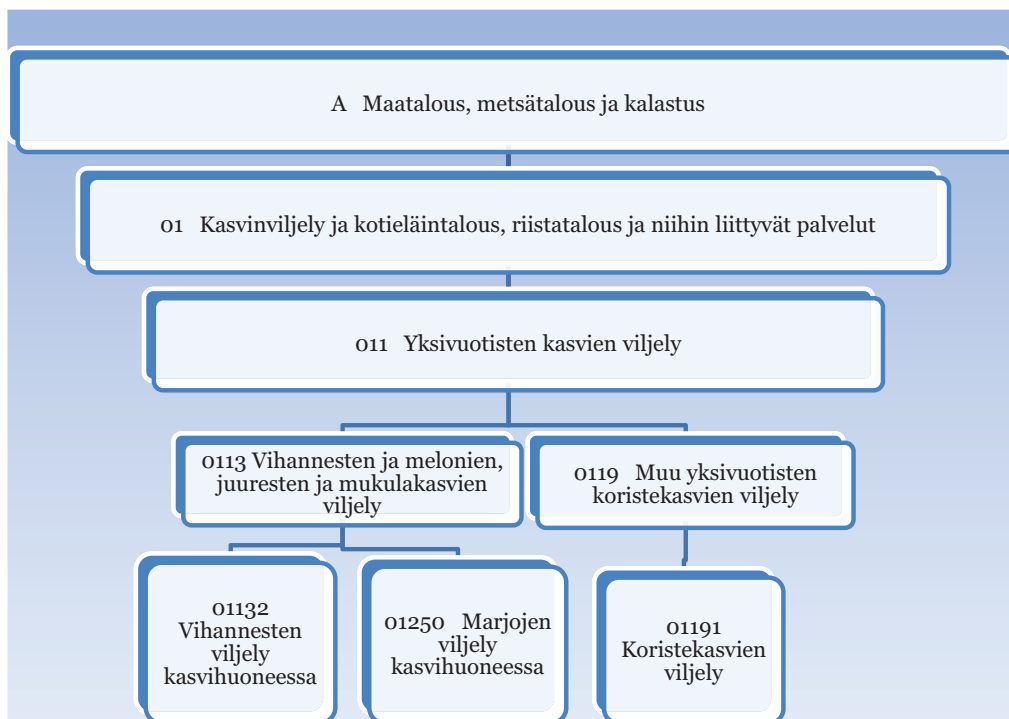 A Maatalous, metsätalous ja kalastus
01 Kasvinviljely ja kotieläintalous, riistatalous ja niihin liittyvät palvelut
011 Yksivuotisten kasvien viljely
0113 Vihannesten ja melonien,
juuresten ja mukulakasvien
viljely
0119 Muu yksivuotisten
koristekasvien viljely
01132
Vihannesten
viljely
kasvihuoneessa
01250 Marjojen
viljely
kasvihuoneessa
01191
Koristekasvien
viljely